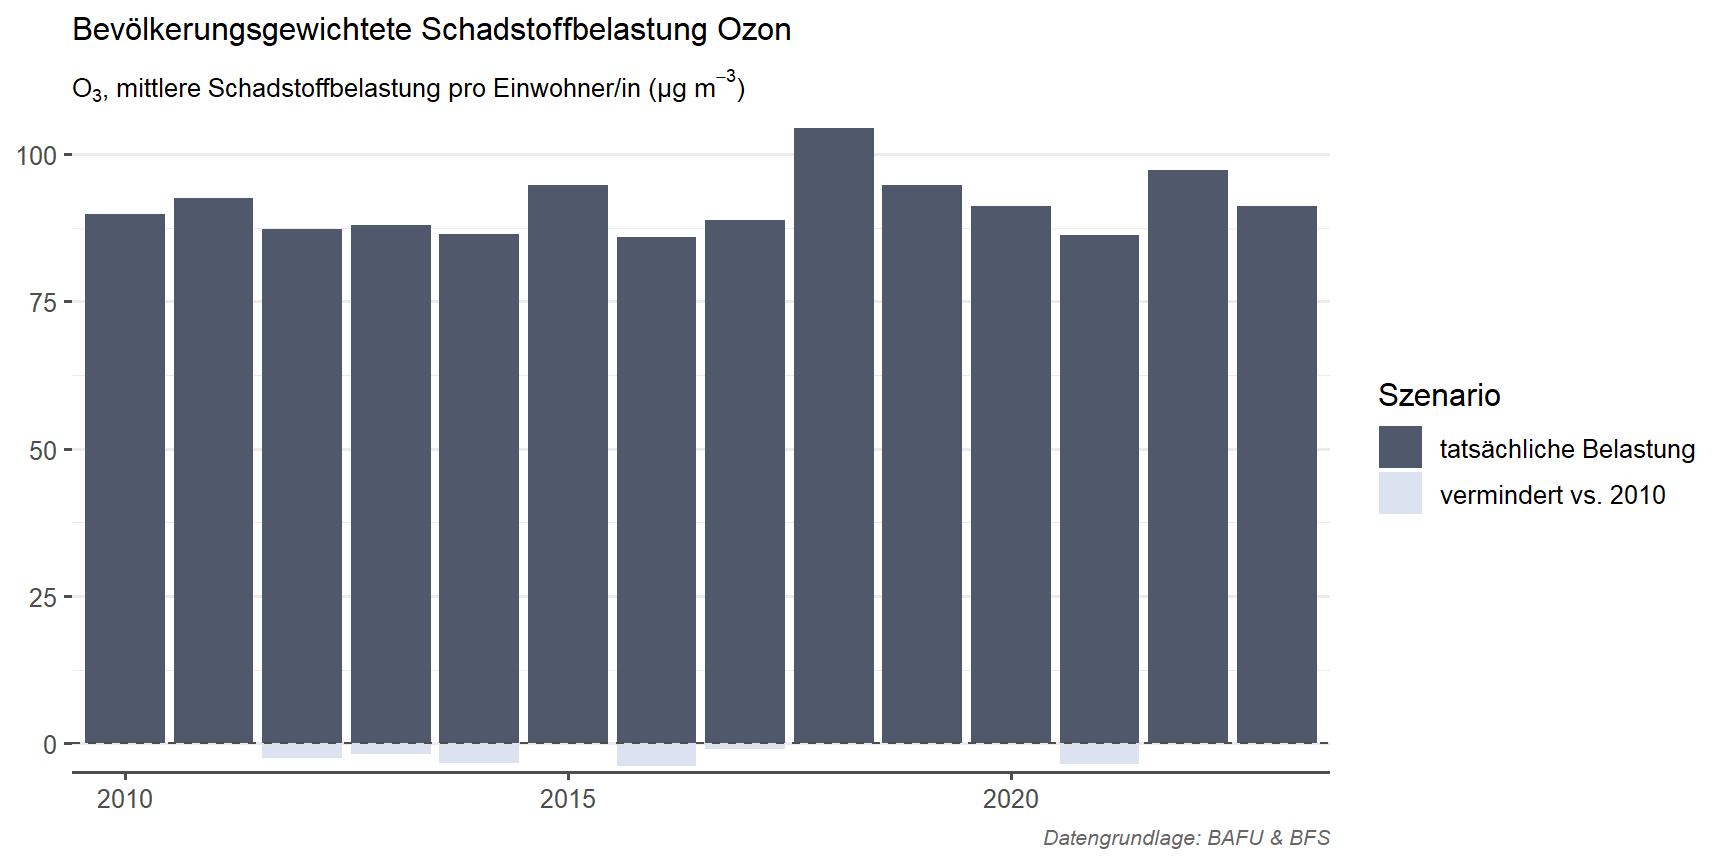 Bevölkerungsgewichtete Schadstoffbelastung Ozon
O₃, mittlere Schadstoffbelastung pro Einwohner/in (µg m⁻³)
100
75
50
25
0
2010 2015 2020
Szenario
tatsächliche Belastung
vermindert vs. 2010
Datengrundlage: BAFU & BFS